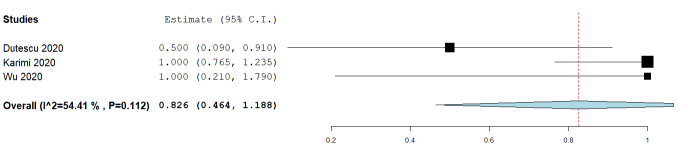 Studies Estimate (95% C.I.)
Dutescu 2020 0.500 (0.090, 0.910)
Karimi 2020 1.000 (0.765, 1.235)
Wu 2020 1.000 (0.210, 1.790)
Overall (I^2=54.41 % , P=0.112) 0.826 (0.464, 1.188)
0.2 0.4 0.6 0.8 1